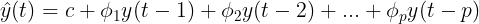 ŷ(t) = c + ϕ₁y(t − 1) + ϕ₂y(t − 2) + ... + ϕₚy(t − p)